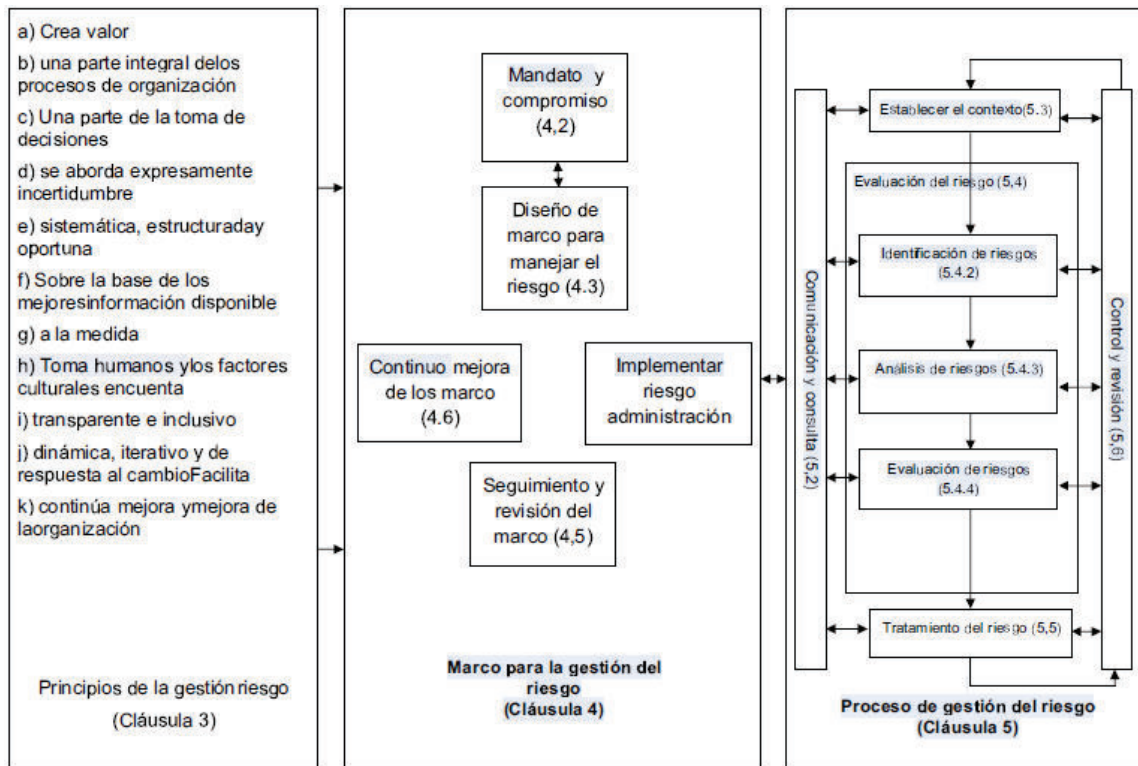 a) Crea valor
b) una parte integral delos
procesos de organización
c) Una parte de la toma de
decisiones
d) se aborda expresamente
incertidumbre
e) sistemática, estructuraday
oportuna
f) Sobre la base de los
mejoresinformación disponible
g) a la medida
h) Toma humanos ylos factores
culturales encuenta
i) transparente e inclusivo
j) dinámica, iterativo y de
respuesta al cambioFacilita
k) continúa mejora ymejora de
laorganización
Principios de la gestión riesgo
(Cláusula 3)
Mandato y
compromiso
(4,2)
Diseño de
marco para
manejar el
riesgo (4.3)
Continuo mejora
de los marco
(4.6)
Implementar
riesgo
administración
Seguimiento y
revisión del
marco (4,5)
Marco para la gestión del
riesgo
(Cláusula 4)
Comunicación y consulta (5,2)
Establecer el contexto(5.3)
Evaluación del riesgo (5,4)
Identificación de riesgos
(5.4.2)
Análisis de riesgos (5.4.3)
Evaluación de riesgos
(5.4.4)
Tratamiento del riesgo (5,5)
Control y revisión (5,6)
Proceso de gestión del riesgo
(Cláusula 5)